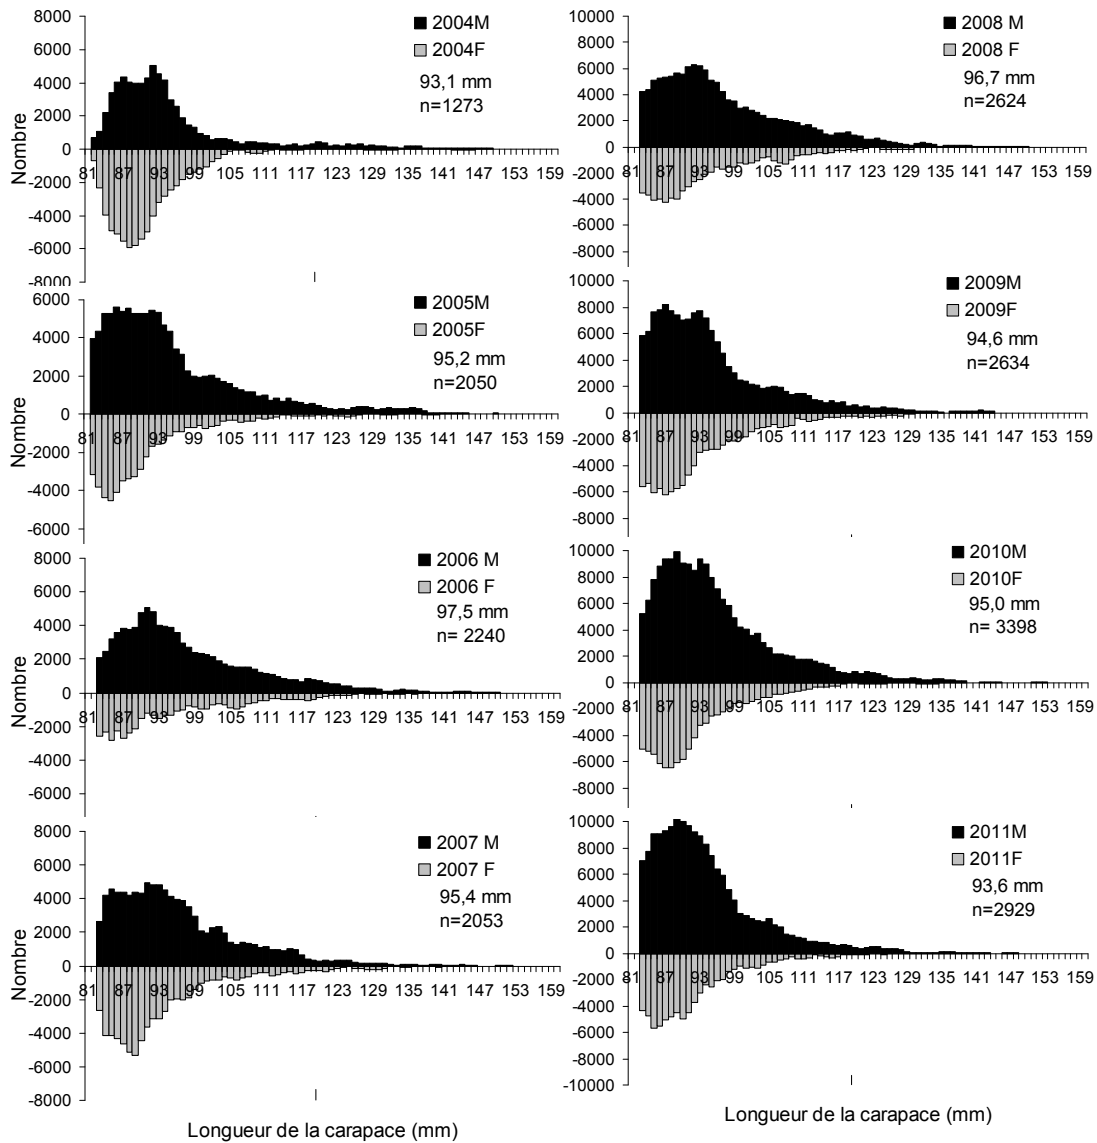 8000
6000
4000
2000
0
-2000
-4000
-6000
-8000
Nombre
2004M
2004F
93,1 mm
n=1273
81 87 93 99 105 111 117 123 129 135 141 147 153 159
6000
4000
2000
0
-2000
-4000
-6000
Nombre
2005M
2005F
95,2 mm
n=2050
81 87 93 99 105 111 117 123 129 135 141 147 153 159
8000
6000
4000
2000
0
-2000
-4000
-6000
Nombre
2006 M
2006 F
97,5 mm
n= 2240
81 87 93 99 105 111 117 123 129 135 141 147 153 159
8000
6000
4000
2000
0
-2000
-4000
-6000
-8000
Nombre
2007 M
2007 F
95,4 mm
n=2053
81 87 93 99 105 111 117 123 129 135 141 147 153 159
Longueur de la carapace (mm)
10000
8000
6000
4000
2000
0
-2000
-4000
-6000
-8000
2008 M
2008 F
96,7 mm
n=2624
81 87 93 99 105 111 117 123 129 135 141 147 153 159
10000
8000
6000
4000
2000
0
-2000
-4000
-6000
-8000
2009M
2009F
94,6 mm
n=2634
81 87 93 99 105 111 117 123 129 135 141 147 153 159
10000
8000
6000
4000
2000
0
-2000
-4000
-6000
-8000
2010M
2010F
95,0 mm
n= 3398
81 87 93 99 105 111 117 123 129 135 141 147 153 159
10000
8000
6000
4000
2000
0
-2000
-4000
-6000
-8000
-10000
2011M
2011F
93,6 mm
n=2929
81 87 93 99 105 111 117 123 129 135 141 147 153 159
Longueur de la carapace (mm)